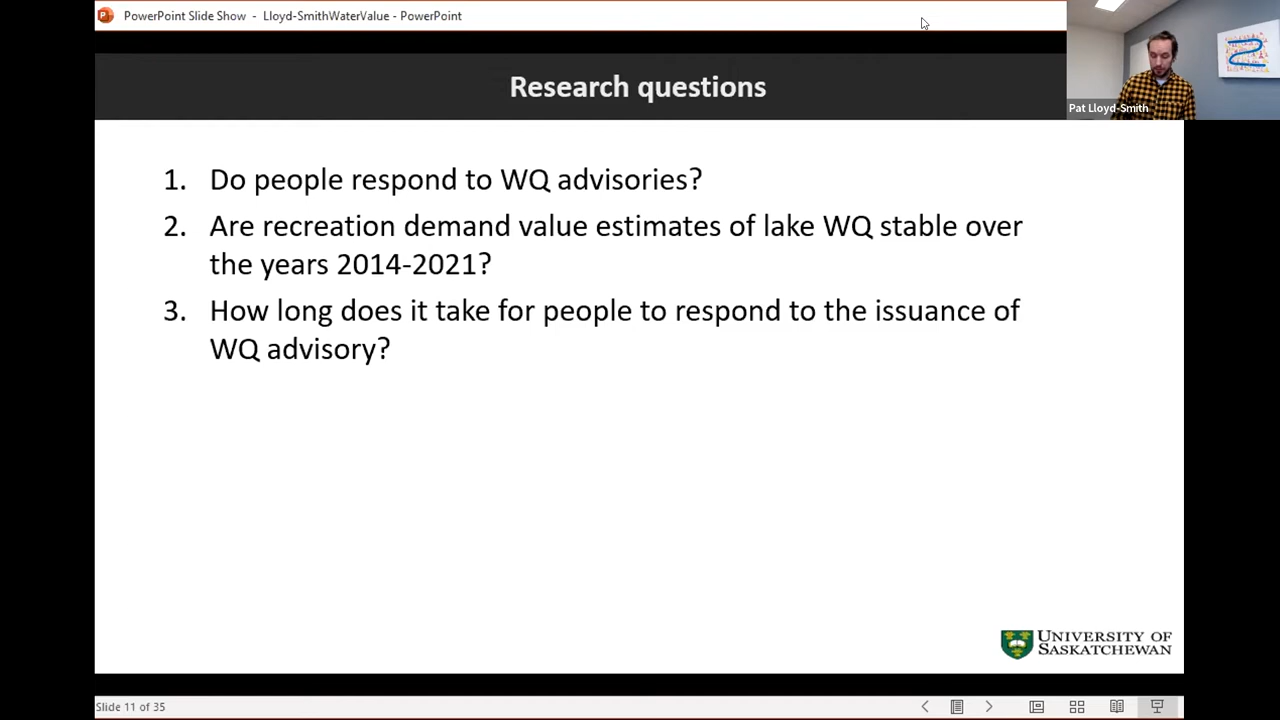 PowerPoint Slide Show - Lloyd-SmithWaterValue - PowerPoint
Pat Lloyd-Smith
Research questions
1. Do people respond to WQ advisories?
2. Are recreation demand value estimates of lake WQ stable over
the years 2014-2021?
3. How long does it take for people to respond to the issuance of
WQ advisory?
UNIVERSITY OF
SASKATCHEWAN
Slide 11 of 35